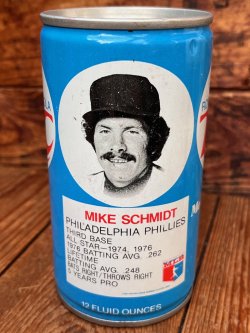 MIKE SCHMIDT
PHILADELPHIA PHILLIES
THIRD BASE
ALL STAR—1974, 1976
1976 BATTING AVG. .262
LIFETIME
BATTING AVG. .248
BATS RIGHT/THROWS RIGHT
4 YEARS PRO
12 FLUID OUNCES